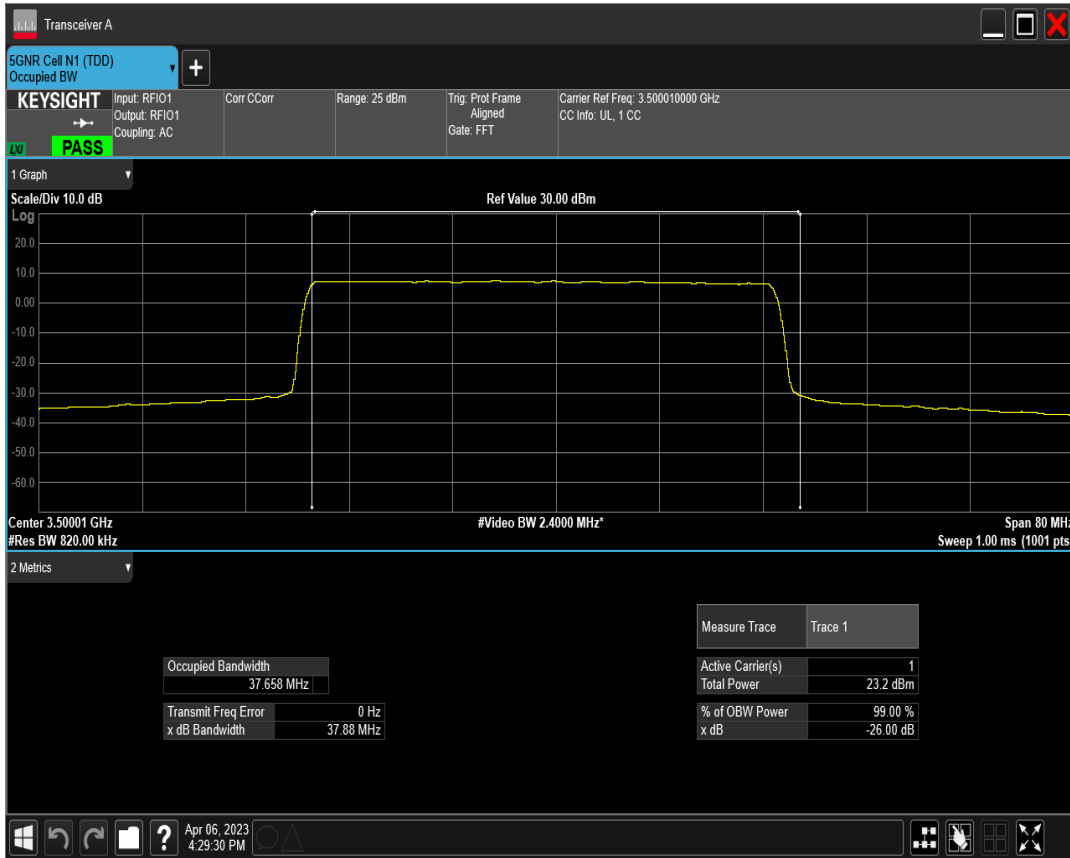 Transceiver A
5GNR Cell N1 (TDD)
Occupied BW
KEYSIGHT
LXI
PASS
Input: RFIO1
Output: RFIO1
Coupling: AC
Corr CCorr
Range: 25 dBm
Trig: Prot Frame
Aligned
Gate: FFT
Carrier Ref Freq: 3.500010000 GHz
CC Info: UL, 1 CC
1 Graph
Scale/Div 10.0 dB
Ref Value 30.00 dBm
Log
20.0
10.0
0.00
-10.0
-20.0
-30.0
-40.0
-50.0
-60.0
Center 3.50001 GHz
#Video BW 2.4000 MHz*
Span 80 MHz
#Res BW 820.00 kHz
Sweep 1.00 ms (1001 pts
2 Metrics
Measure Trace Trace 1
Occupied Bandwidth
37.658 MHz
Active Carrier(s) 1
Total Power 23.2 dBm
Transmit Freq Error 0 Hz
x dB Bandwidth 37.88 MHz
% of OBW Power 99.00 %
x dB -26.00 dB
?
Apr 06, 2023
4:29:30 PM